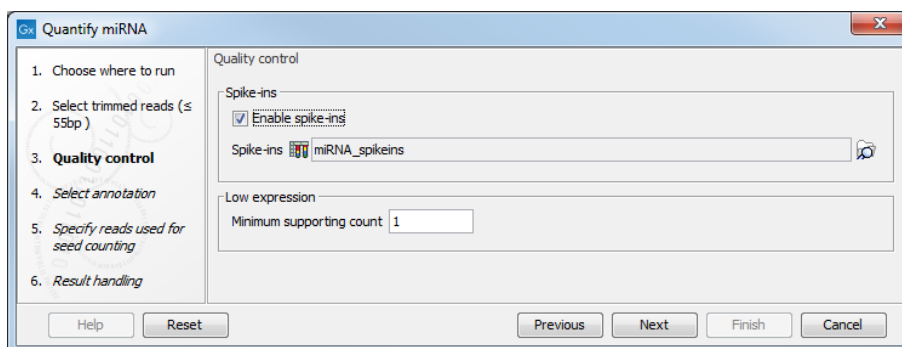 Gx Quantify miRNA
1. Choose where to run
2. Select trimmed reads (≤
55bp )
3. Quality control
4. Select annotation
5. Specify reads used for
seed counting
6. Result handling
Quality control
Spike-ins
Enable spike-ins
Spike-ins miRNA_spikeins
Low expression
Minimum supporting count 1
Help Reset Previous Next Finish Cancel